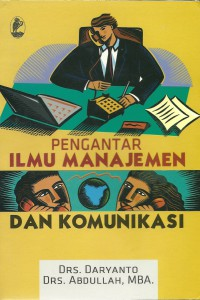 PENGANTAR
ILMU MANAJEMEN
DAN KOMUNIKASI
DRS. DARYANTO
DRS. ABDULLAH, MBA.